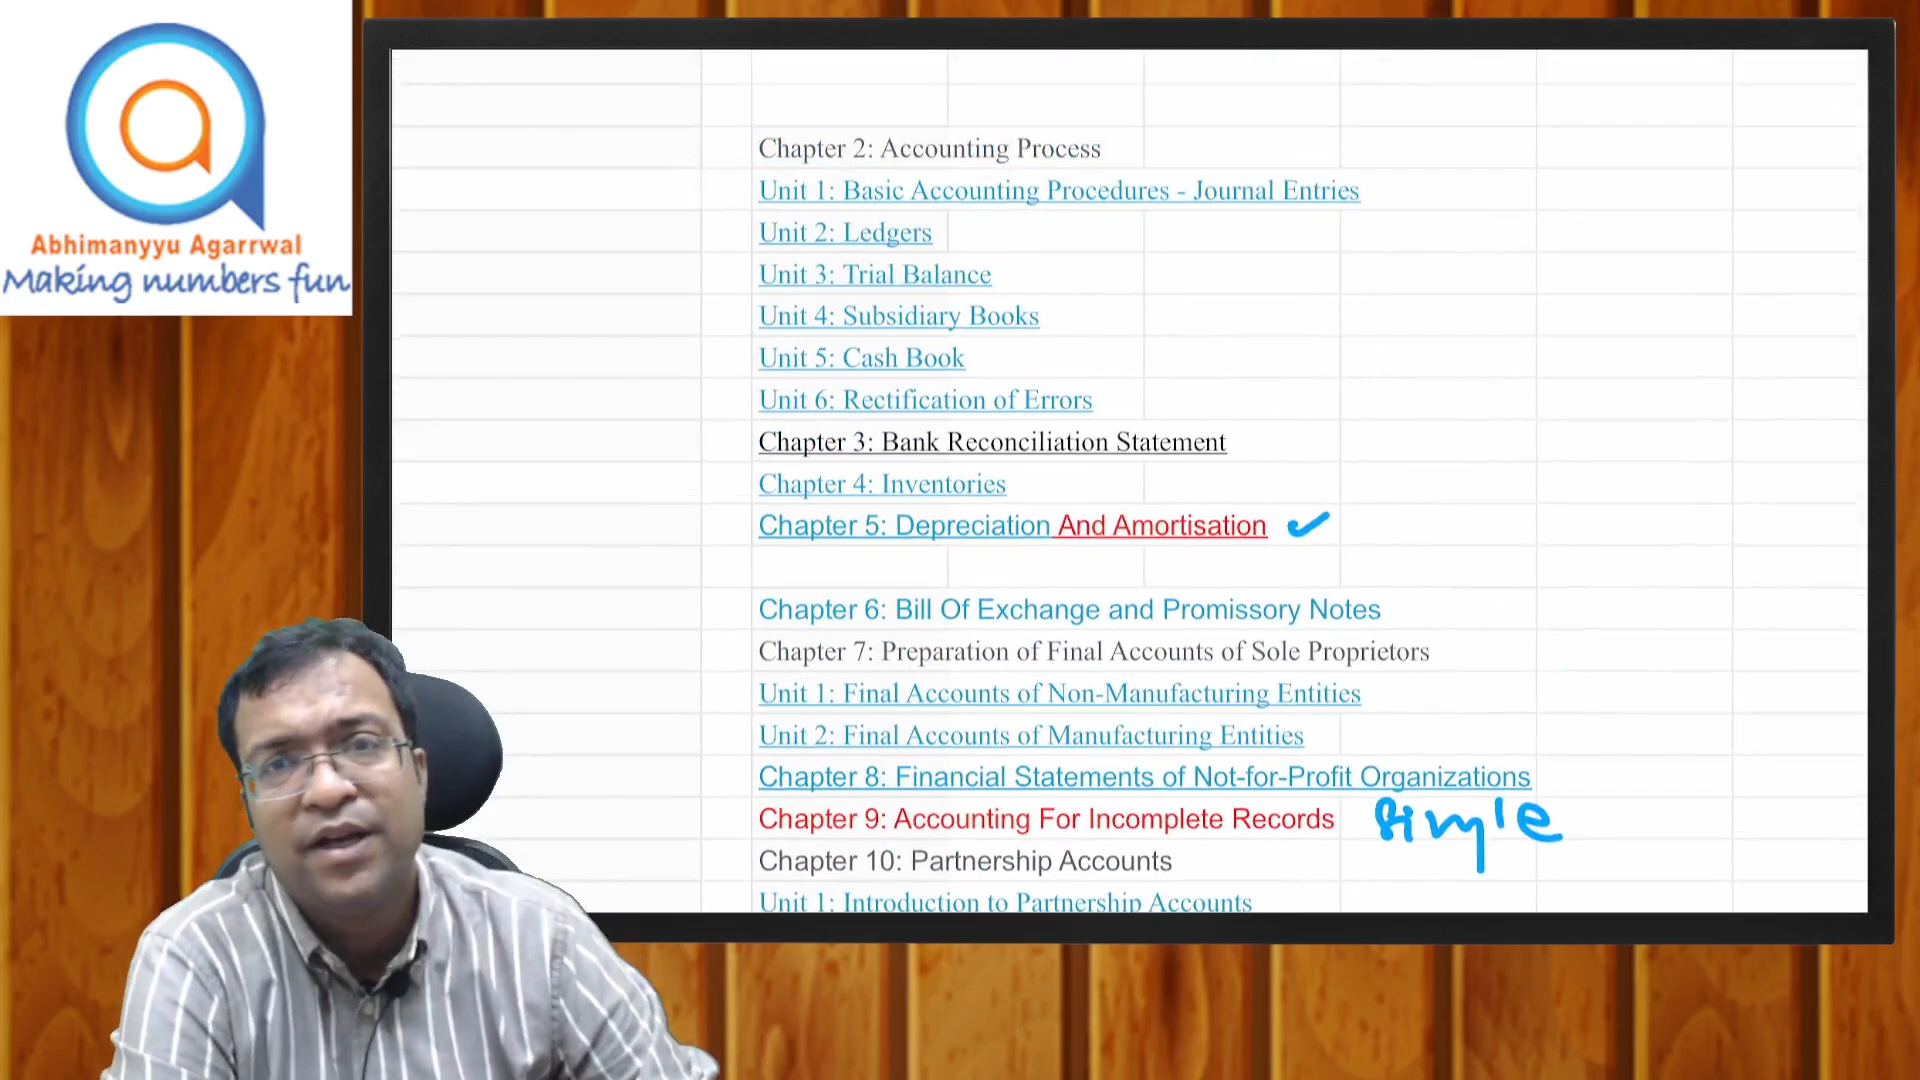 Abhimanyyu Agarrwal
Making numbers fun
Chapter 2: Accounting Process
Unit 1: Basic Accounting Procedures - Journal Entries
Unit 2: Ledgers
Unit 3: Trial Balance
Unit 4: Subsidiary Books
Unit 5: Cash Book
Unit 6: Rectification of Errors
Chapter 3: Bank Reconciliation Statement
Chapter 4: Inventories
Chapter 5: Depreciation And Amortisation
Chapter 6: Bill Of Exchange and Promissory Notes
Chapter 7: Preparation of Final Accounts of Sole Proprietors
Unit 1: Final Accounts of Non-Manufacturing Entities
Unit 2: Final Accounts of Manufacturing Entities
Chapter 8: Financial Statements of Not-for-Profit Organizations
Chapter 9: Accounting For Incomplete Records single
Chapter 10: Partnership Accounts
Unit 1: Introduction to Partnership Accounts